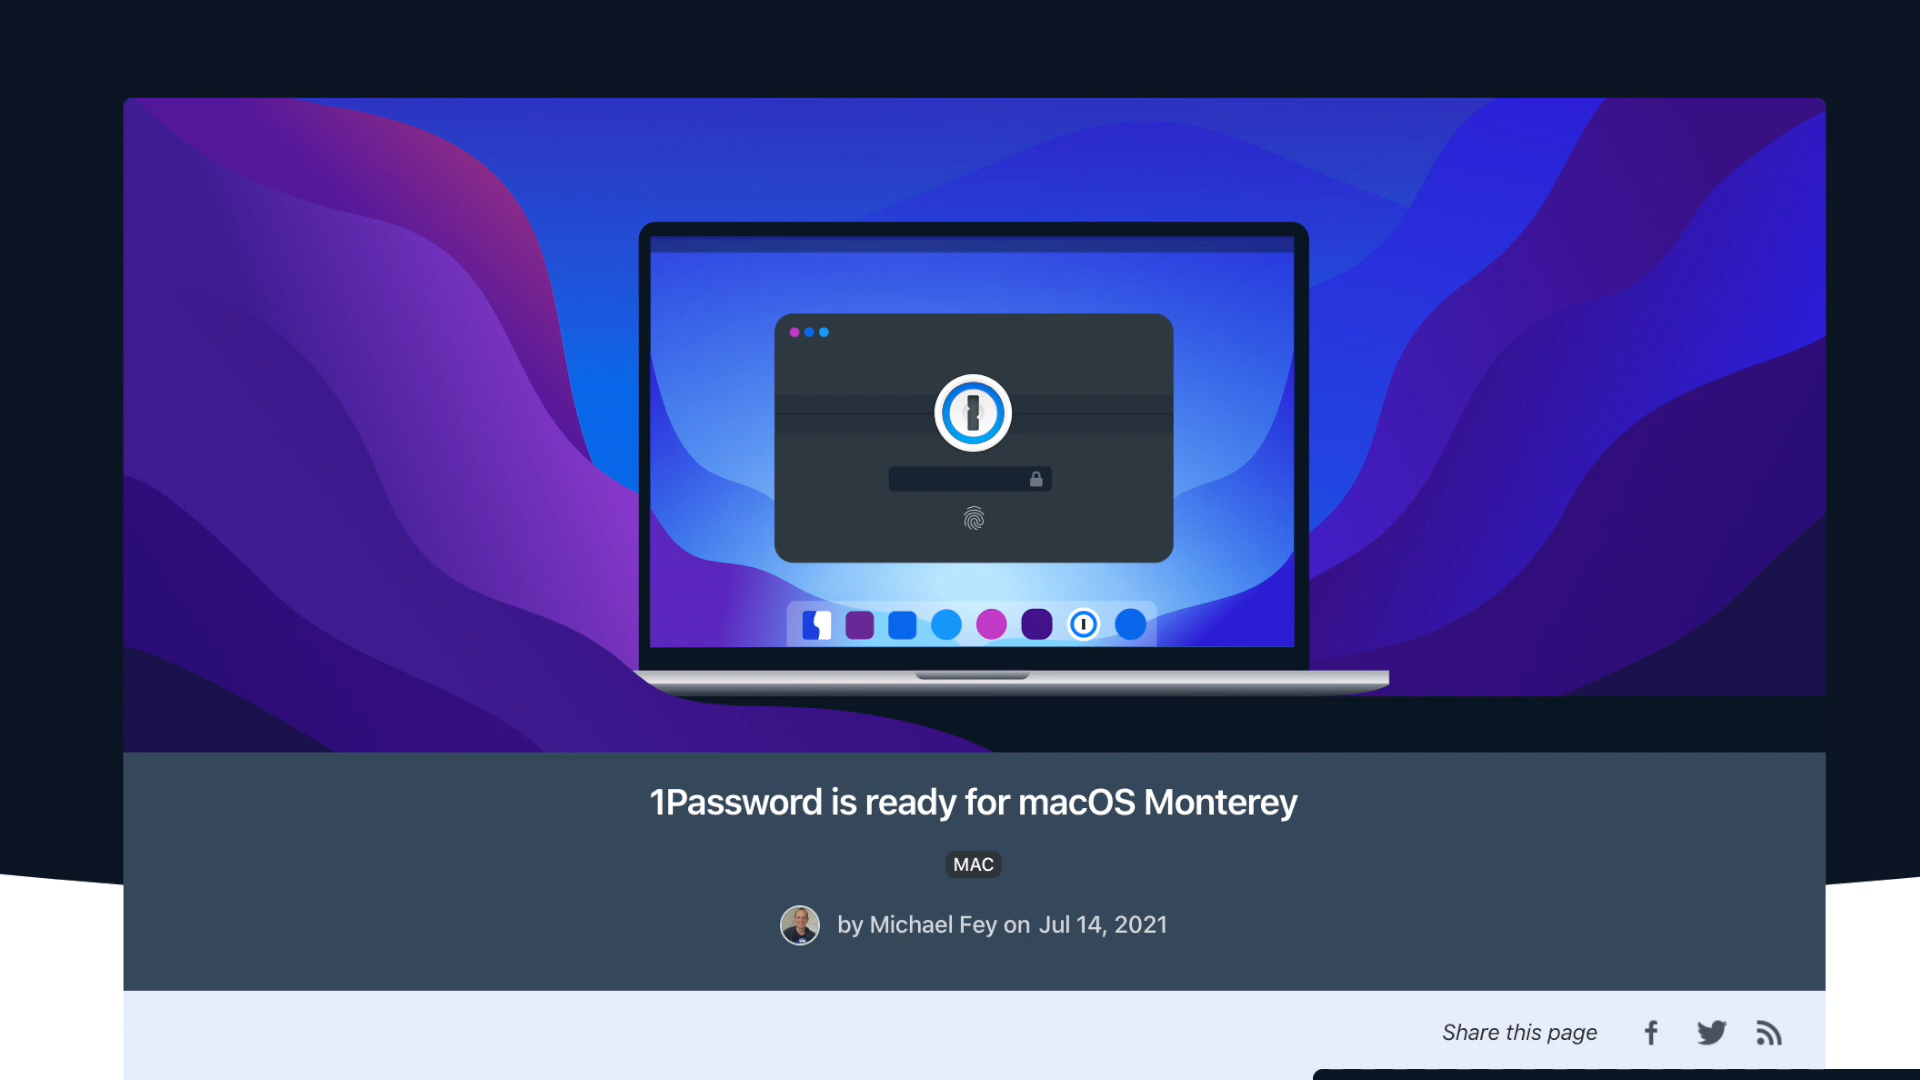 1Password is ready for macOS Monterey
MAC
by Michael Fey on Jul 14, 2021
Share this page